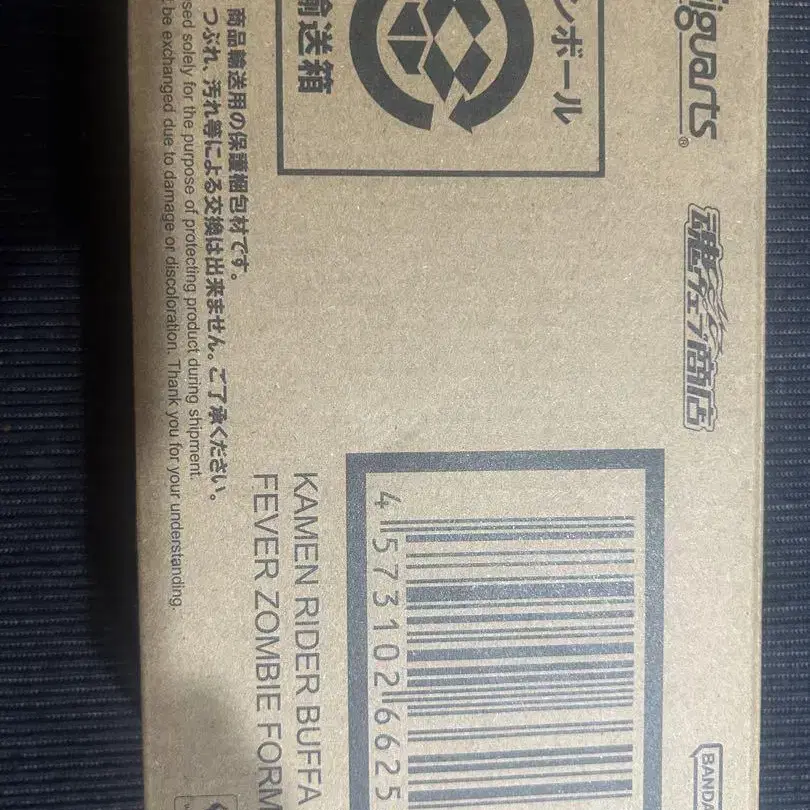 iguarts®
魂ウェブ商店
ンボール
輸送箱
商品輸送用の保護梱包材です。
つぶれ、汚れ等による交換は出来ません。ご了承ください。
sed solely for the purpose of protecting product during shipment.
be exchanged due to damage or discoloration. Thank you for your understanding.
4 573102 6625
KAMEN RIDER BUFFA
FEVER ZOMBIE FORM
BAND